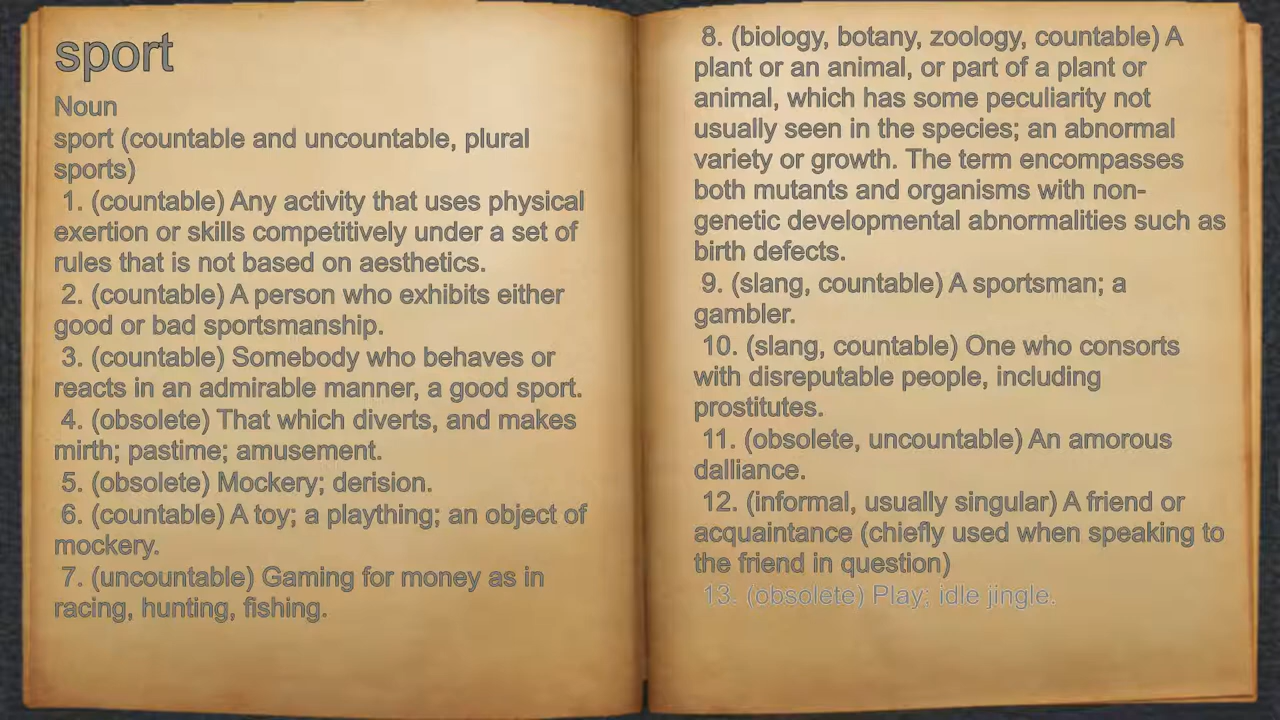 sport
Noun
sport (countable and uncountable, plural
sports)
1. (countable) Any activity that uses physical
exertion or skills competitively under a set of
rules that is not based on aesthetics.
2. (countable) A person who exhibits either
good or bad sportsmanship.
3. (countable) Somebody who behaves or
reacts in an admirable manner, a good sport.
4. (obsolete) That which diverts, and makes
mirth; pastime; amusement.
5. (obsolete) Mockery; derision.
6. (countable) A toy; a plaything; an object of
mockery.
7. (uncountable) Gaming for money as in
racing, hunting, fishing.
8. (biology, botany, zoology, countable) A
plant or an animal, or part of a plant or
animal, which has some peculiarity not
usually seen in the species; an abnormal
variety or growth. The term encompasses
both mutants and organisms with non-
genetic developmental abnormalities such as
birth defects.
9. (slang, countable) A sportsman; a
gambler.
10. (slang, countable) One who consorts
with disreputable people, including
prostitutes.
11. (obsolete, uncountable) An amorous
dalliance.
12. (informal, usually singular) A friend or
acquaintance (chiefly used when speaking to
the friend in question)
13. (obsolete) Play; idle jingle.